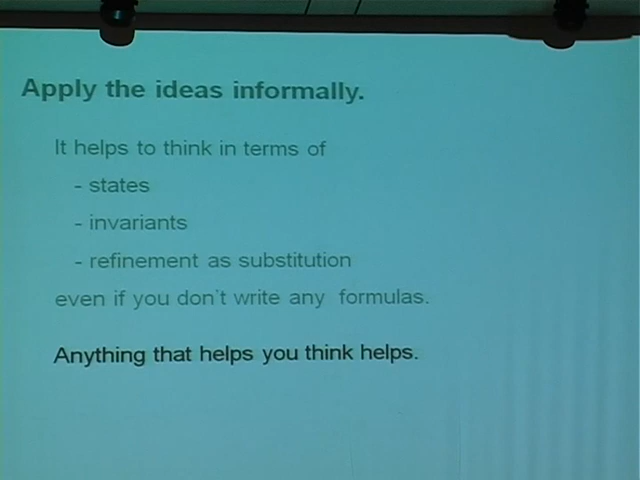 Apply the ideas informally.
It helps to think in terms of
- states
- invariants
- refinement as substitution
even if you don't write any formulas.
Anything that helps you think helps.